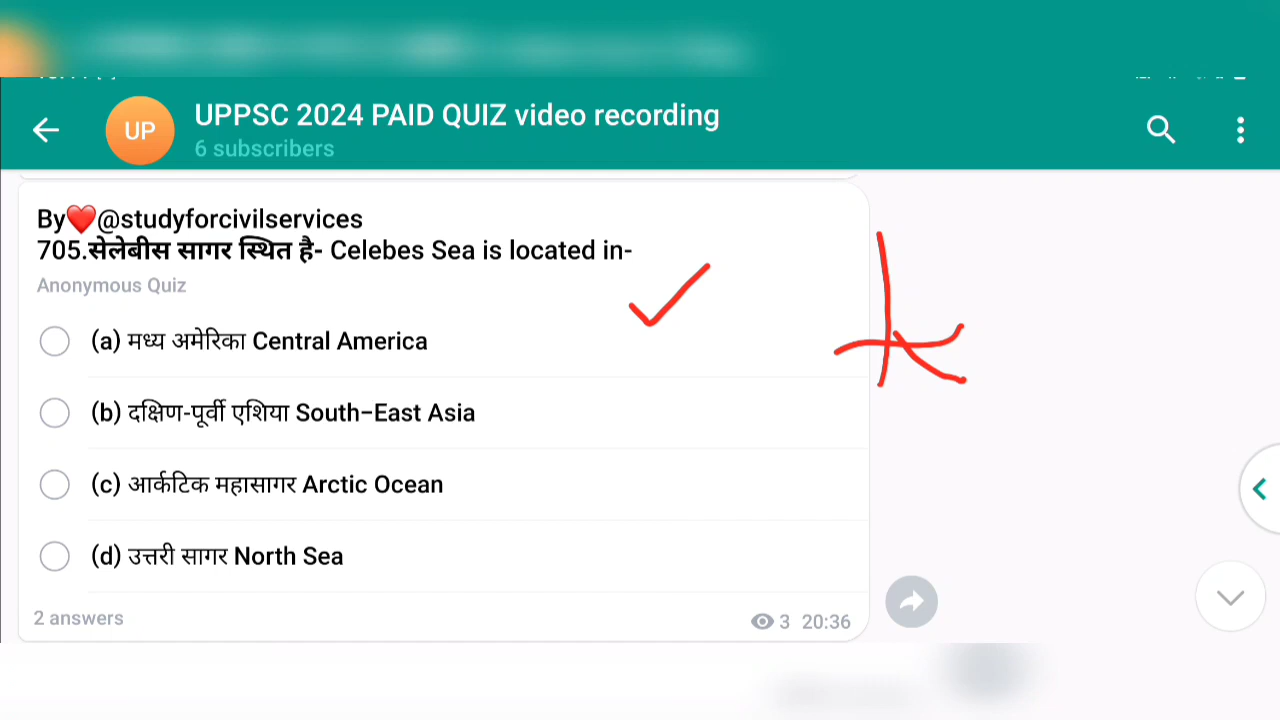 UP
UPPSC 2024 PAID QUIZ video recording
6 subscribers
By❤️@studyforcivilservices
705.सेलेबीस सागर स्थित है- Celebes Sea is located in-
Anonymous Quiz
(a) मध्य अमेरिका Central America
(b) दक्षिण-पूर्वी एशिया South-East Asia
(c) आर्कटिक महासागर Arctic Ocean
(d) उत्तरी सागर North Sea
2 answers
3 20:36